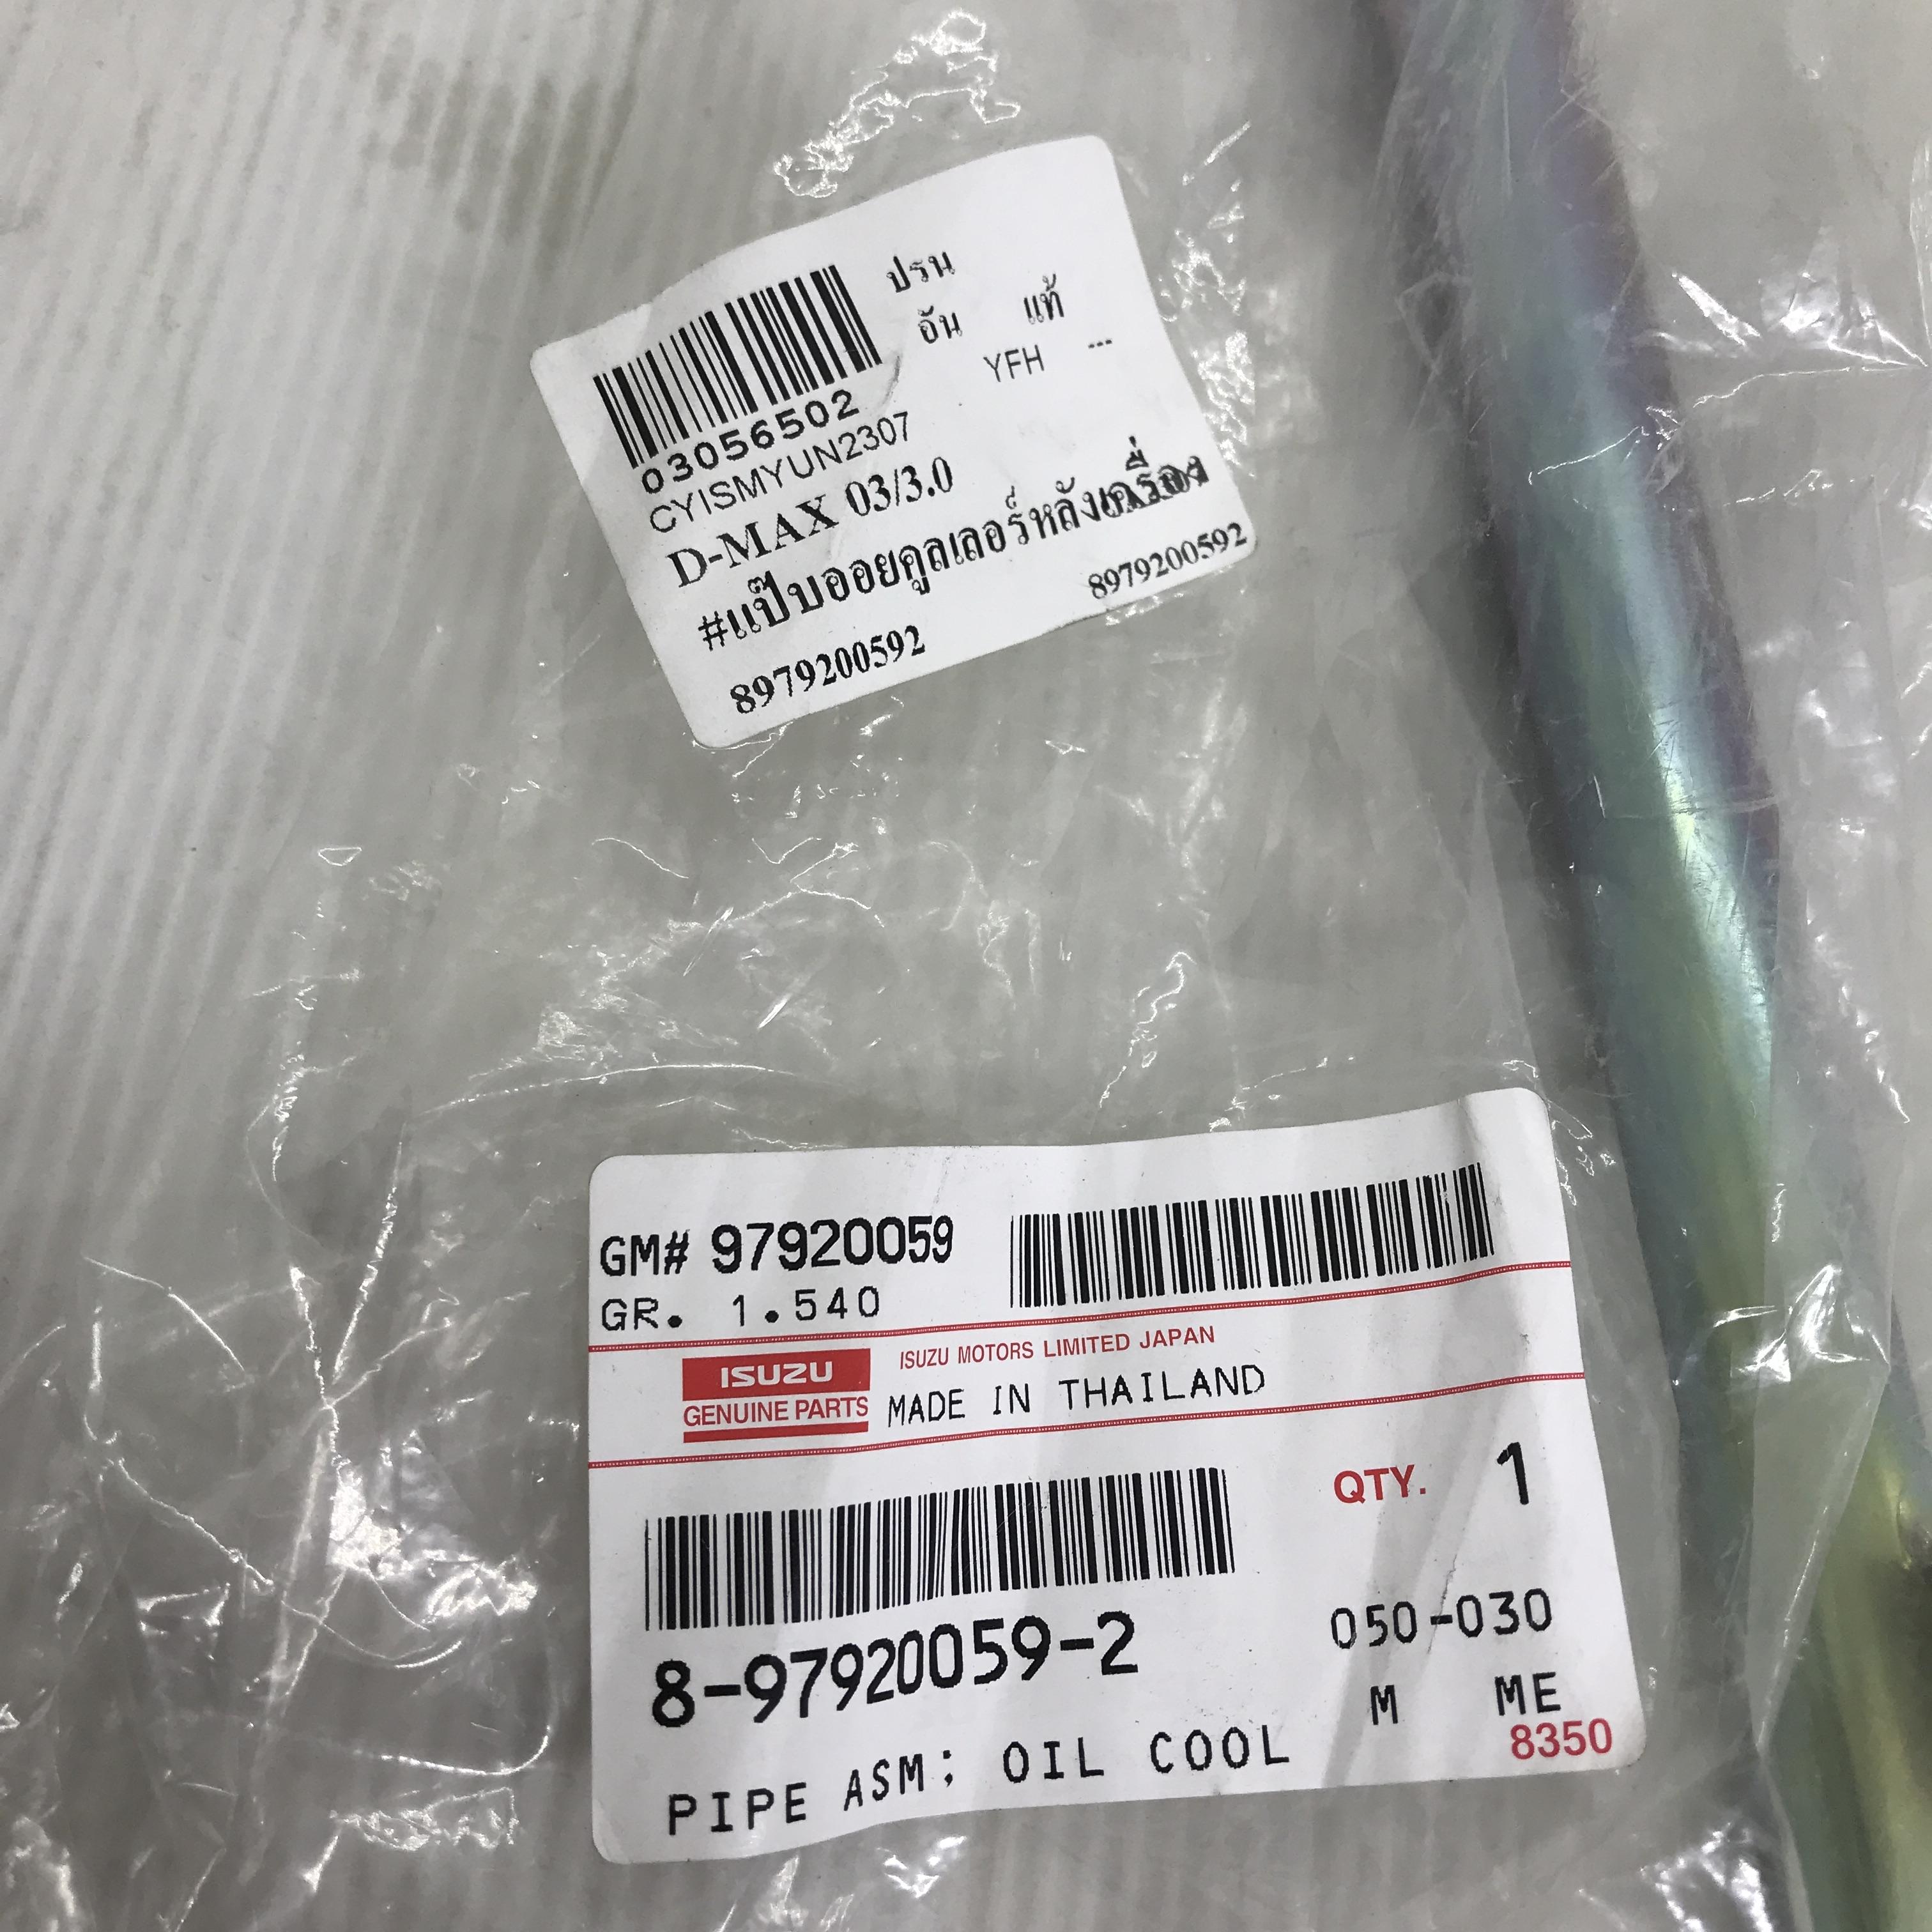 ปรน
อัน แท้
YFH ---
03056502
CYISMYUN2307
D-MAX 03/3.0
#แป๊บออยคูลเลอร์หลังเครื่อง
8979200592
8979200592
GM# 97920059
GR. 1.540
ISUZU
GENUINE PARTS
ISUZU MOTORS LIMITED JAPAN
MADE IN THAILAND
QTY. 1
8-97920059-2
050-030
M ME
8350
PIPE ASM; OIL COOL